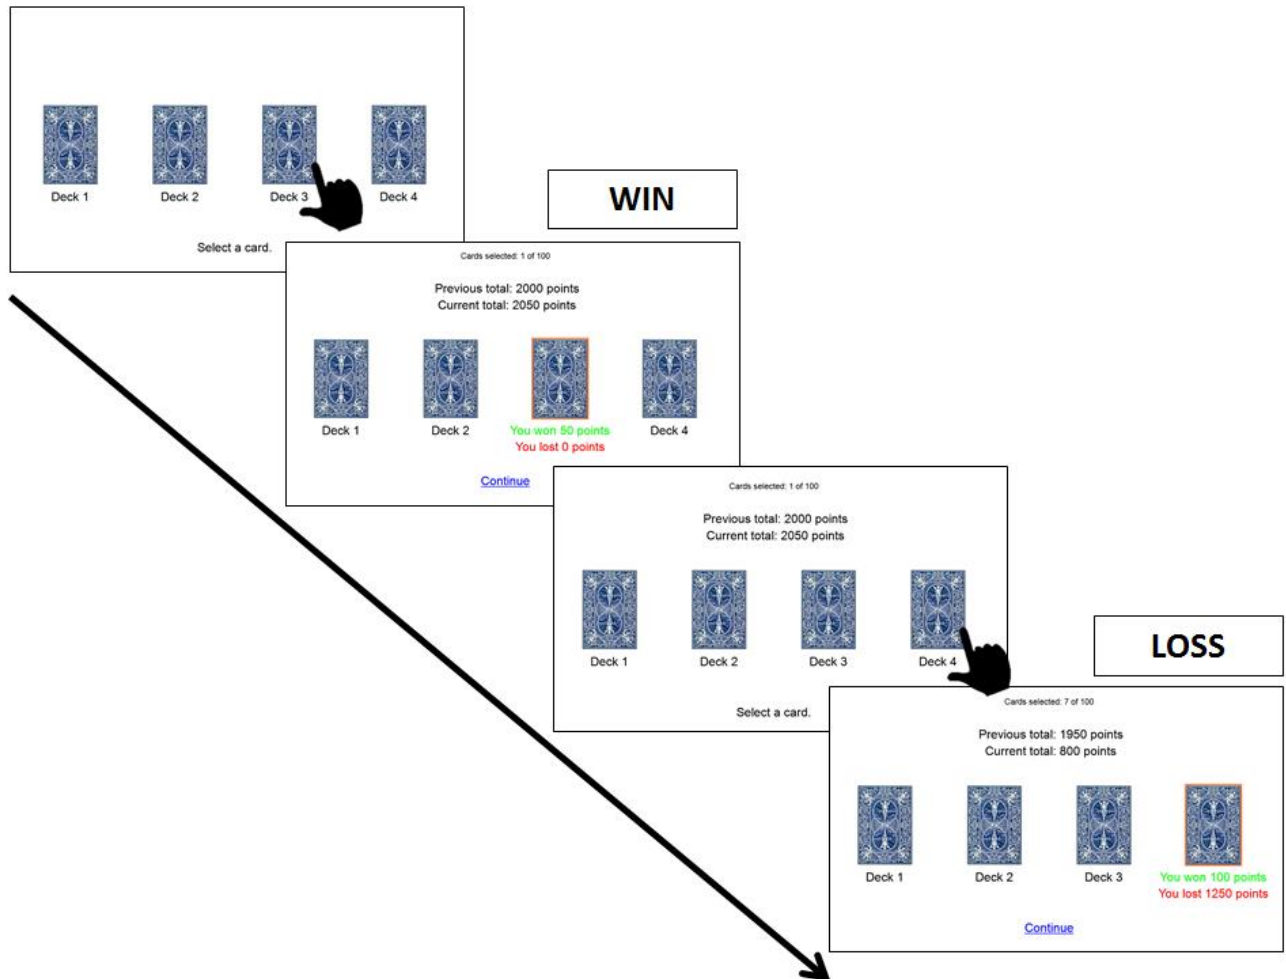 Deck 1 Deck 2 Deck 3 Deck 4
Select a card.
WIN
Cards selected: 1 of 100
Previous total: 2000 points
Current total: 2050 points
Deck 1 Deck 2 You won 50 points Deck 4
You lost 0 points
Continue
Cards selected: 1 of 100
Previous total: 2000 points
Current total: 2050 points
Deck 1 Deck 2 Deck 3 Deck 4
Select a card.
LOSS
Cards selected: 7 of 100
Previous total: 1950 points
Current total: 800 points
Deck 1 Deck 2 Deck 3 You won 100 points
You lost 1250 points
Continue